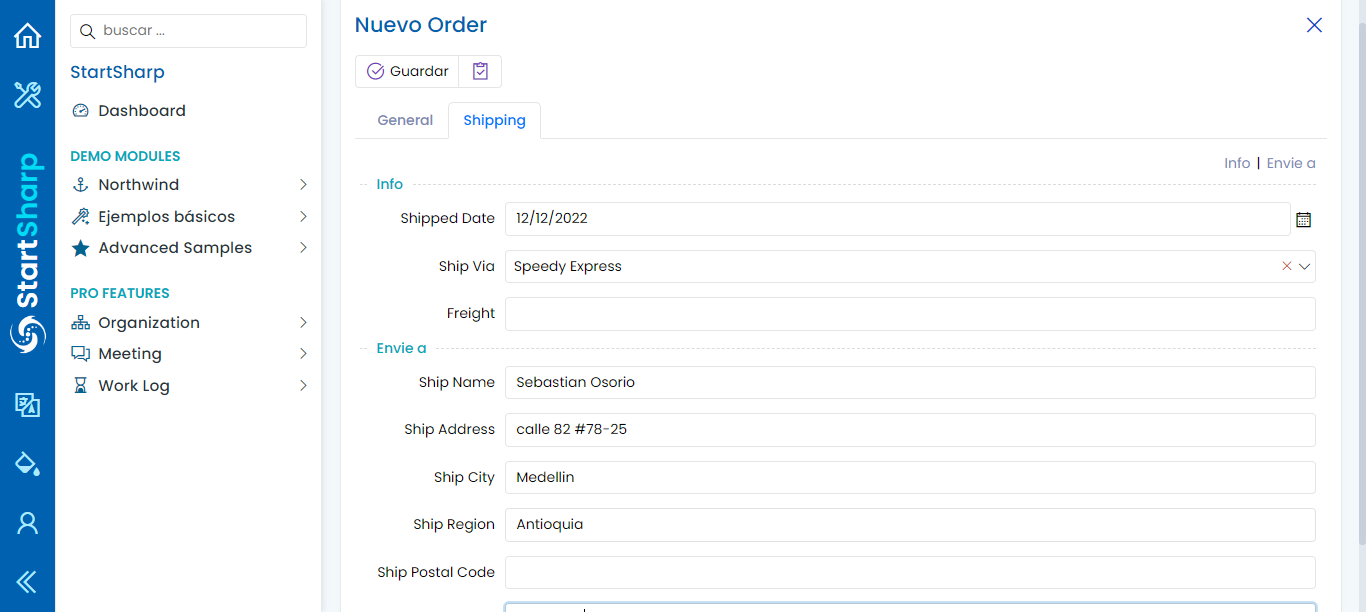 buscar ...
StartSharp
Dashboard
DEMO MODULES
Northwind
Ejemplos básicos
Advanced Samples
PRO FEATURES
Organization
Meeting
Work Log
StartSharp
Nuevo Order
Guardar
General
Shipping
Info | Envie a
Info
Shipped Date 12/12/2022
Ship Via Speedy Express
Freight
Envie a
Ship Name Sebastian Osorio
Ship Address calle 82 #78-25
Ship City Medellin
Ship Region Antioquia
Ship Postal Code